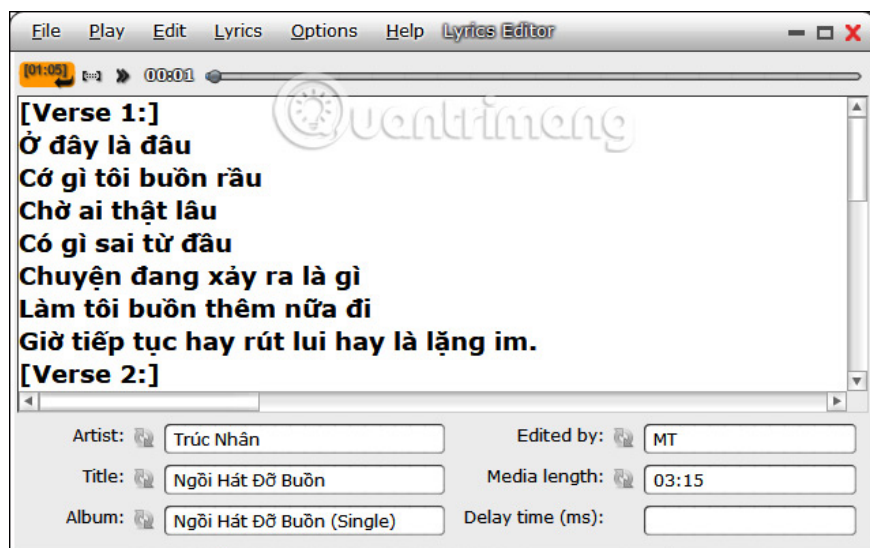 File Play Edit Lyrics Options Help Lyrics Editor
[01:05] [...] 00:01
Quantrimang
[Verse 1:]
Ở đây là đâu
Cớ gì tôi buồn rầu
Chờ ai thật lâu
Có gì sai từ đầu
Chuyện đang xảy ra là gì
Làm tôi buồn thêm nữa đi
Giờ tiếp tục hay rút lui hay là lặng im.
[Verse 2:]
Artist: Trúc Nhân Edited by: MT
Title: Ngồi Hát Đỡ Buồn Media length: 03:15
Album: Ngồi Hát Đỡ Buồn (Single) Delay time (ms):